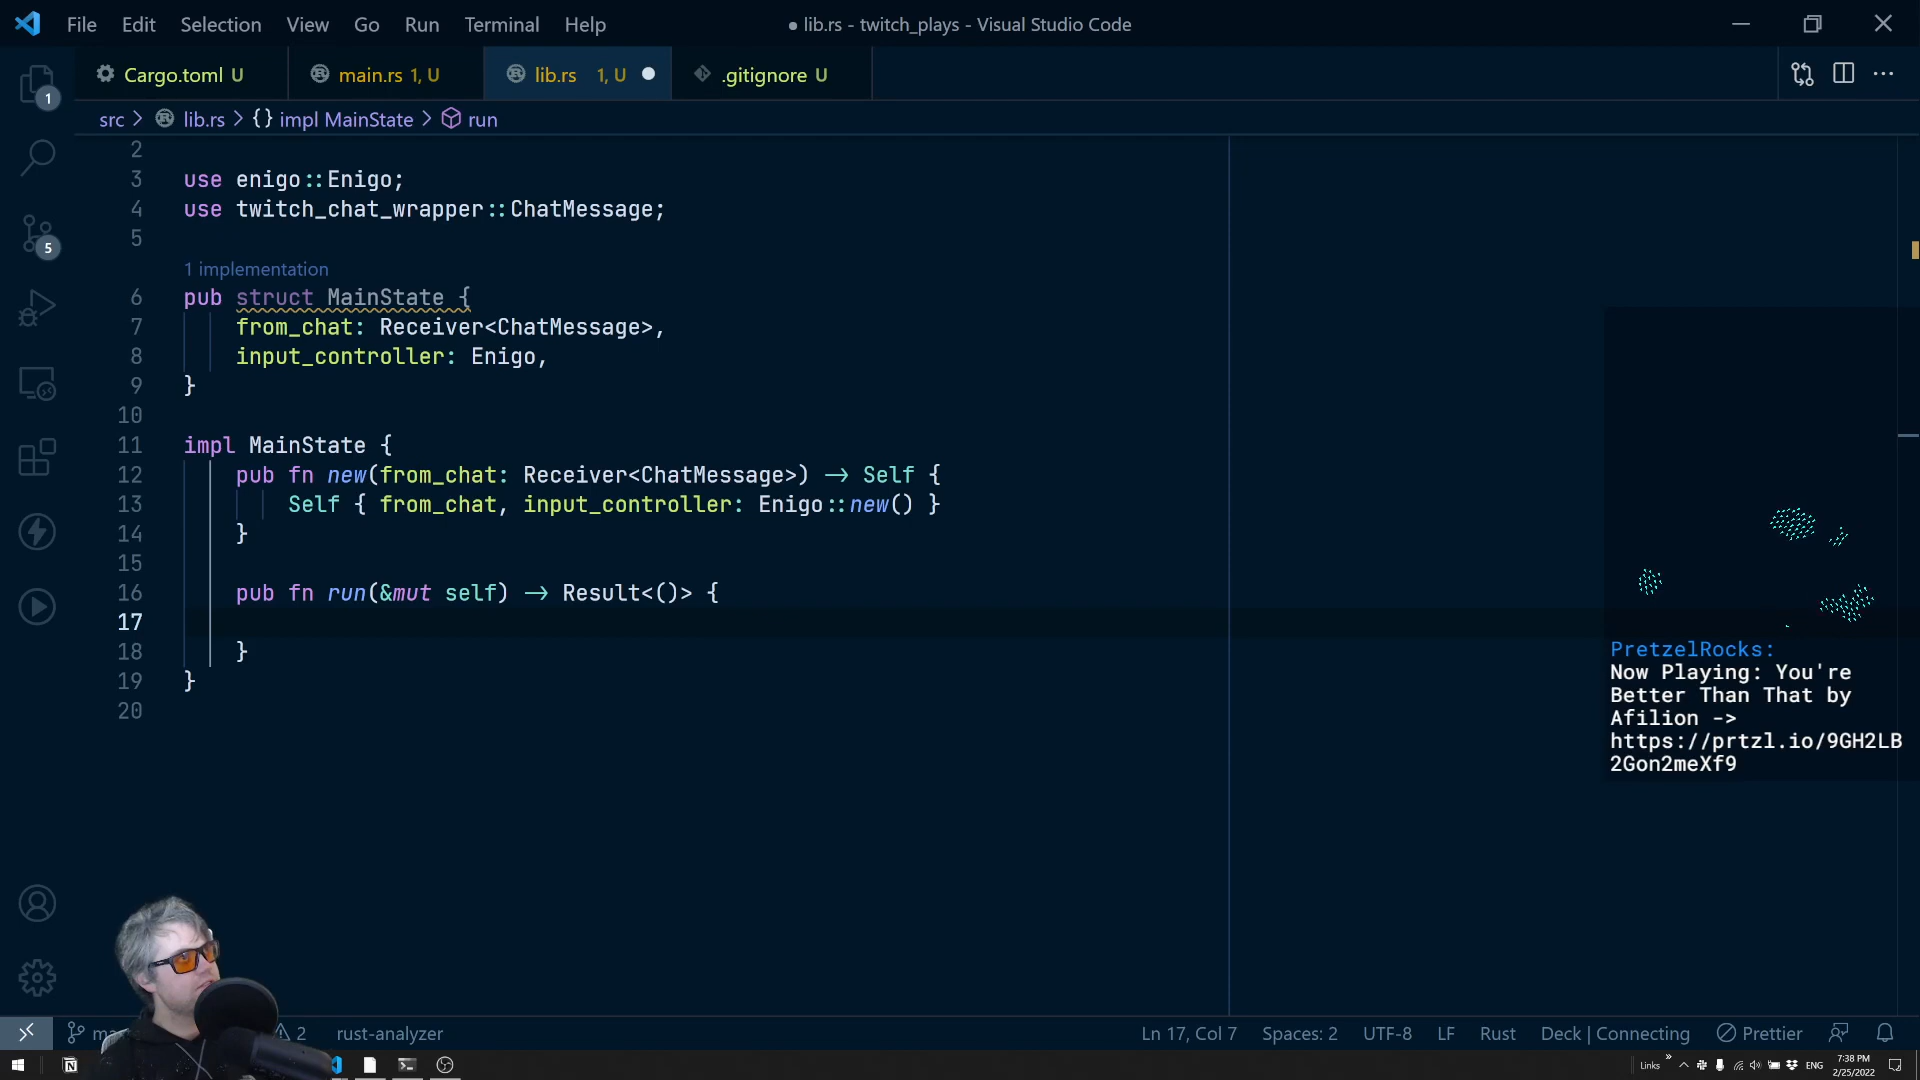 File Edit Selection View Go Run Terminal Help
● lib.rs - twitch_plays - Visual Studio Code
Cargo.toml U
main.rs 1, U
lib.rs 1, U
.gitignore U
src > lib.rs > {} impl MainState > run
1
5
2
3 use enigo::Enigo;
4 use twitch_chat_wrapper::ChatMessage;
5
1 implementation
6 pub struct MainState {
7 from_chat: Receiver<ChatMessage>,
8 input_controller: Enigo,
9 }
10
11 impl MainState {
12 pub fn new(from_chat: Receiver<ChatMessage>) -> Self {
13 Self { from_chat, input_controller: Enigo::new() }
14 }
15
16 pub fn run(&mut self) -> Result<()> {
17
18 }
19 }
20
PretzelRocks:
Now Playing: You're
Better Than That by
Afilion ->
https://prtzl.io/9GH2LB
2Gon2meXf9
2 rust-analyzer
Ln 17, Col 7 Spaces: 2 UTF-8 LF Rust Deck | Connecting Prettier
Links » ENG
7:38 PM
2/25/2022